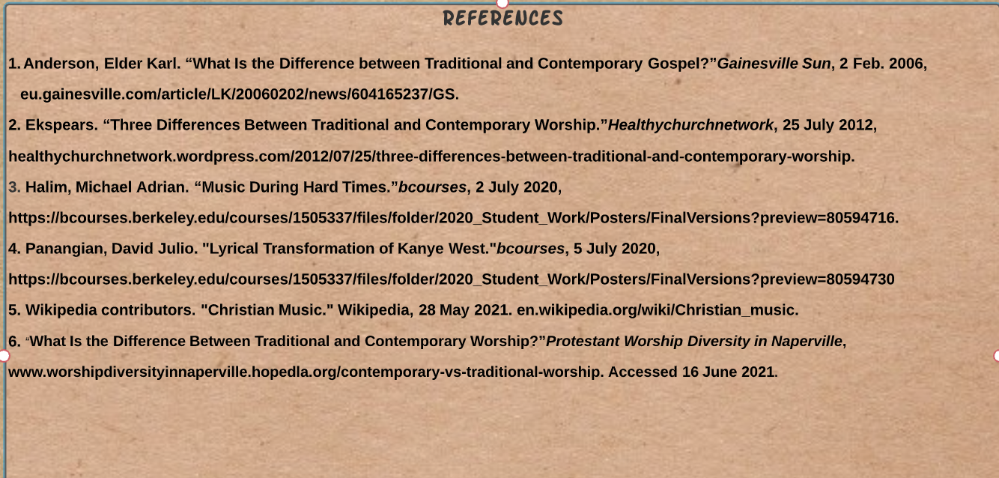 REFERENCES
1. Anderson, Elder Karl. “What Is the Difference between Traditional and Contemporary Gospel?”Gainesville Sun, 2 Feb. 2006,
eu.gainesville.com/article/LK/20060202/news/604165237/GS.
2. Ekspears. “Three Differences Between Traditional and Contemporary Worship.”Healthychurchnetwork, 25 July 2012,
healthychurchnetwork.wordpress.com/2012/07/25/three-differences-between-traditional-and-contemporary-worship.
3. Halim, Michael Adrian. “Music During Hard Times.”bcourses, 2 July 2020,
https://bcourses.berkeley.edu/courses/1505337/files/folder/2020_Student_Work/Posters/FinalVersions?preview=80594716.
4. Panangian, David Julio. "Lyrical Transformation of Kanye West."bcourses, 5 July 2020,
https://bcourses.berkeley.edu/courses/1505337/files/folder/2020_Student_Work/Posters/FinalVersions?preview=80594730
5. Wikipedia contributors. "Christian Music." Wikipedia, 28 May 2021. en.wikipedia.org/wiki/Christian_music.
6. “What Is the Difference Between Traditional and Contemporary Worship?”Protestant Worship Diversity in Naperville,
www.worshipdiversityinnaperville.hopedla.org/contemporary-vs-traditional-worship. Accessed 16 June 2021.